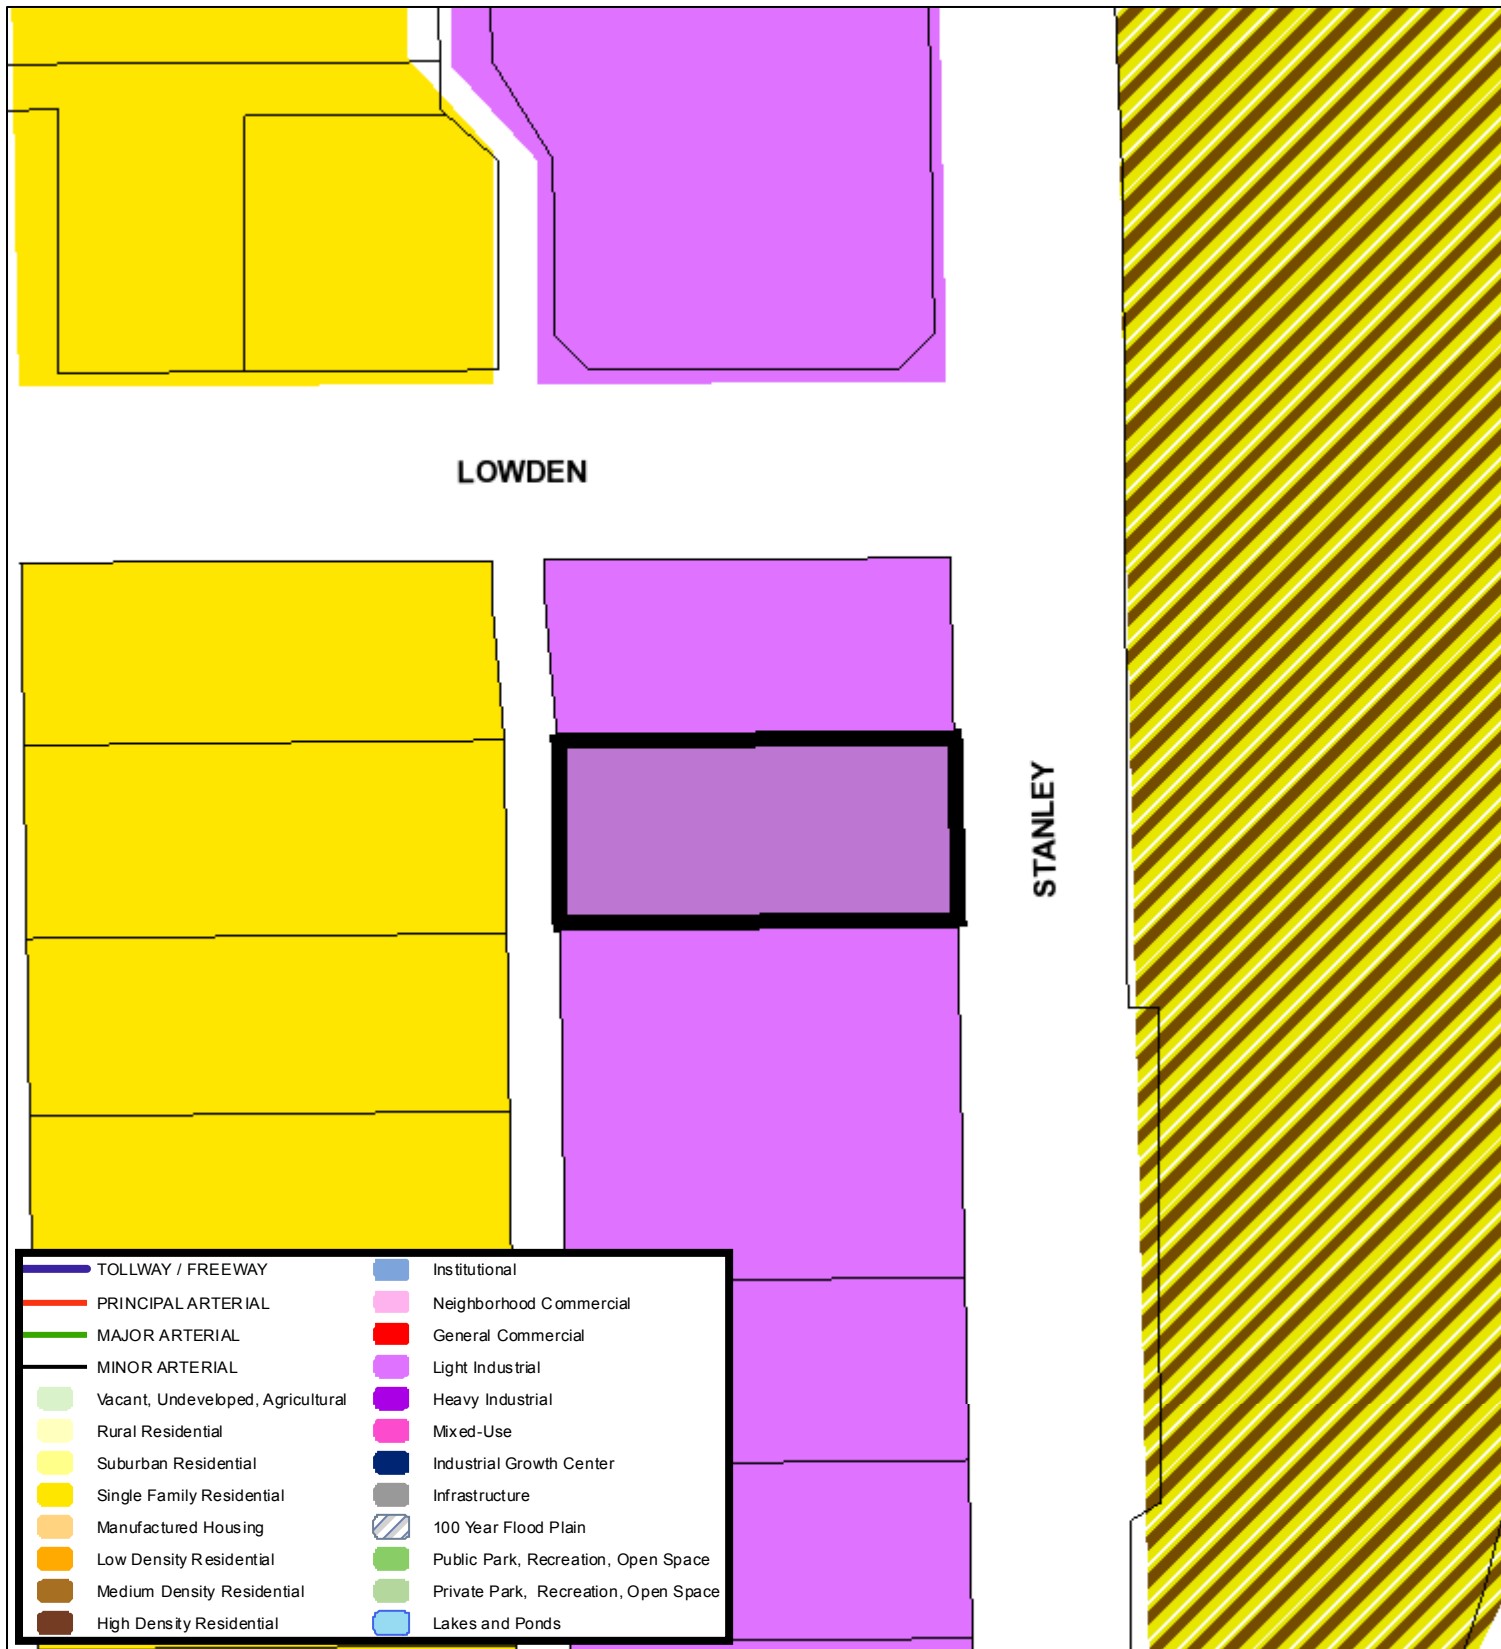 LOWDEN
STANLEY
TOLLWAY / FREEWAY
PRINCIPAL ARTERIAL
MAJOR ARTERIAL
MINOR ARTERIAL
Vacant, Undeveloped, Agricultural
Rural Residential
Suburban Residential
Single Family Residential
Manufactured Housing
Low Density Residential
Medium Density Residential
High Density Residential
Institutional
Neighborhood Commercial
General Commercial
Light Industrial
Heavy Industrial
Mixed-Use
Industrial Growth Center
Infrastructure
100 Year Flood Plain
Public Park, Recreation, Open Space
Private Park, Recreation, Open Space
Lakes and Ponds